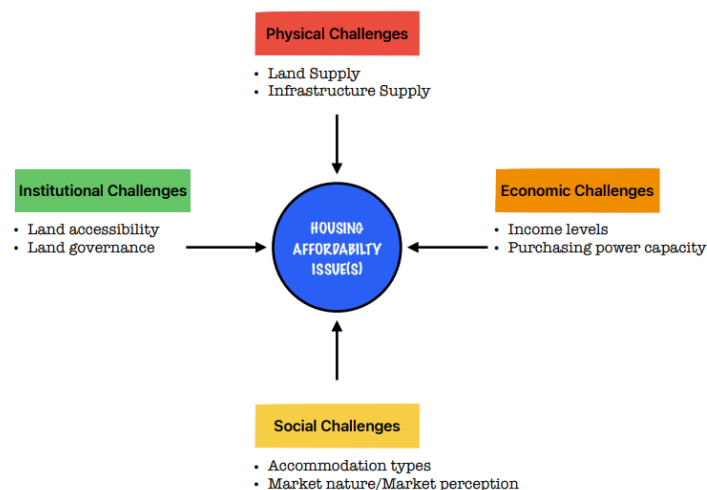 Physical Challenges
• Land Supply
• Infrastructure Supply
Institutional Challenges
• Land accessibility
• Land governance
HOUSING
AFFORDABILTY
ISSUE(S)
Economic Challenges
• Income levels
• Purchasing power capacity
Social Challenges
• Accommodation types
• Market nature/Market perception